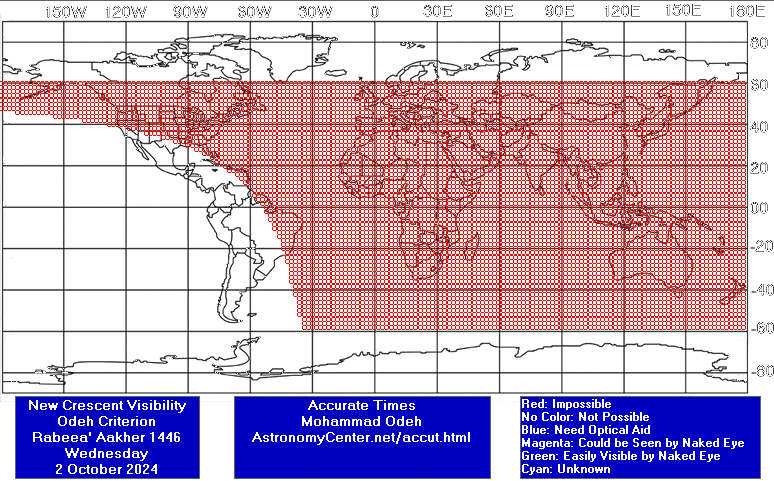 150W 120W 90W 60W 30W 0 30E 60E 90E 120E 150E 180E
80
60
40
20
00
-20
-40
-60
-80
New Crescent Visibility
Odeh Criterion
Rabeea' Aakher 1446
Wednesday
2 October 2024
Accurate Times
Mohammad Odeh
AstronomyCenter.net/accut.html
Red: Impossible
No Color: Not Possible
Blue: Need Optical Aid
Magenta: Could be Seen by Naked Eye
Green: Easily Visible by Naked Eye
Cyan: Unknown